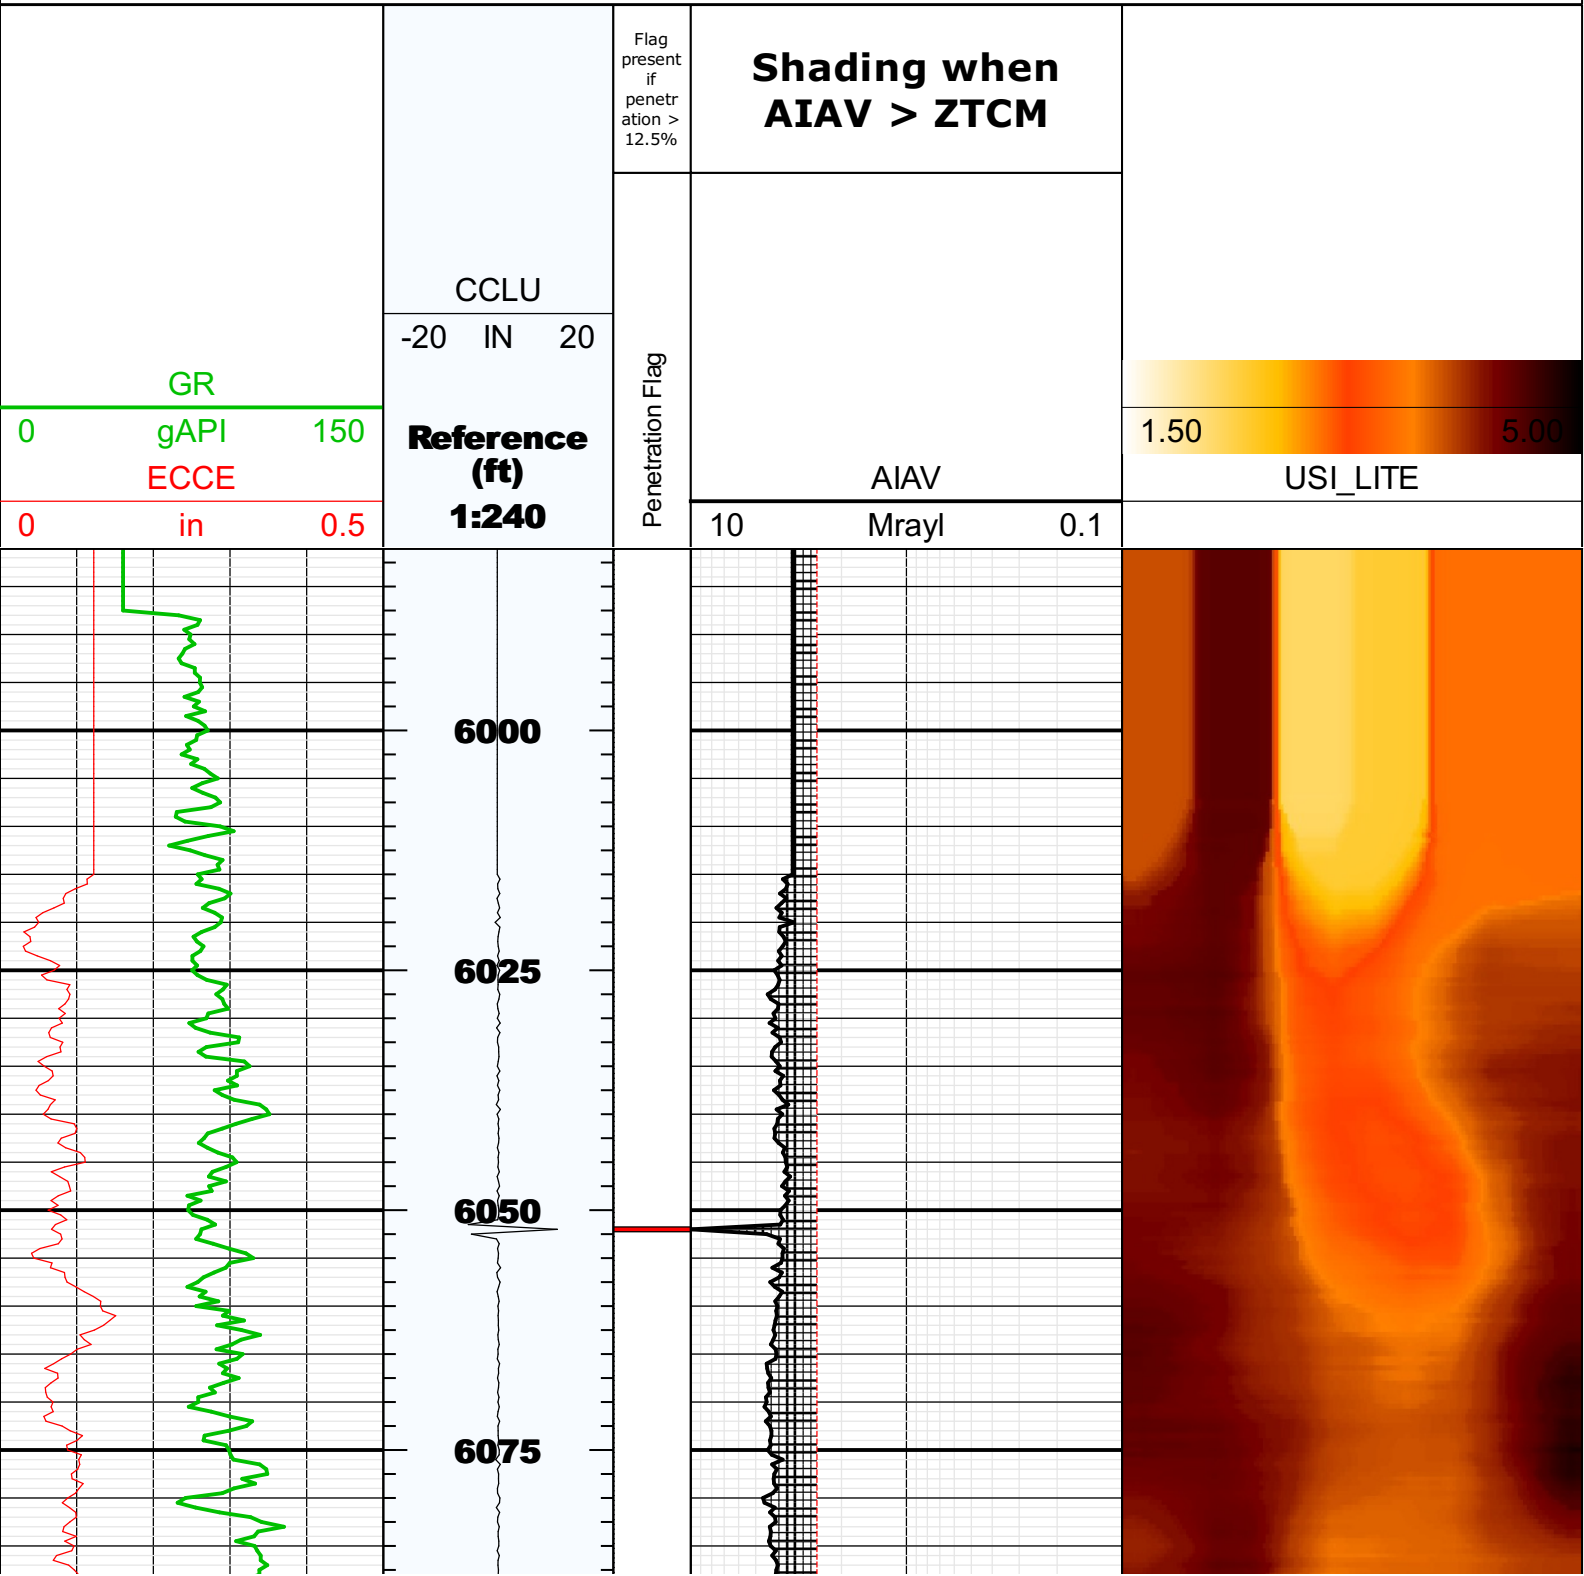 Flag
present
if
penetr
ation >
12.5%
Shading when
AIAV > ZTCM
CCLU
-20 IN 20
GR
0 gAPI 150
ECCE
0 in 0.5
Reference
(ft)
1:240
Penetration Flag
AIAV
10 Mrayl 0.1
1.50 5.00
USI_LITE
6000
6025
6050
6075